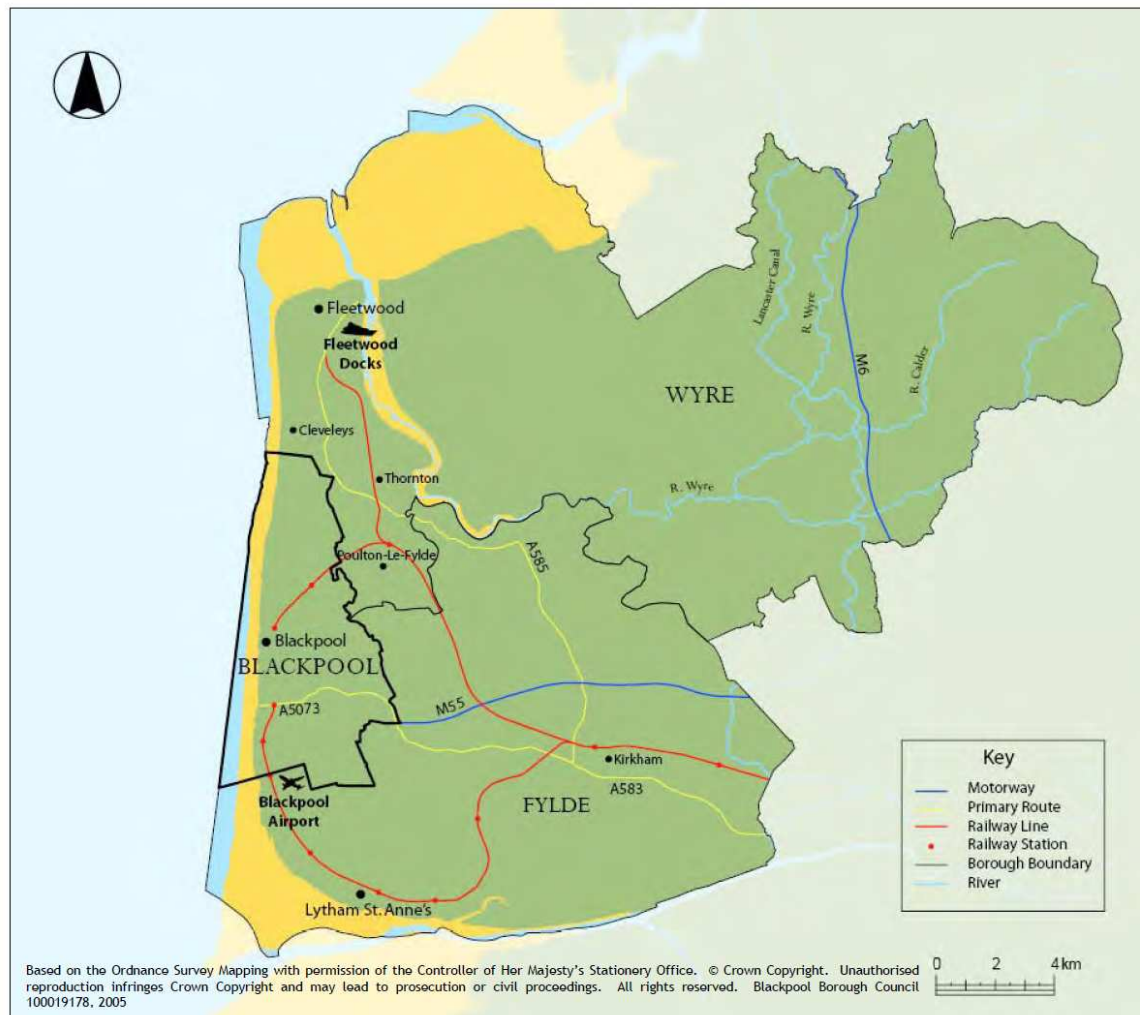 Fleetwood
Fleetwood
Docks
Cleveleys
Thornton
WYRE
Lancaster Canal
R. Wyre
M6
R. Calder
R. Wyre
Poulton-Le-Fylde
A585
Blackpool
BLACKPOOL
A5073
M55
Kirkham
A583
FYLDE
Blackpool
Airport
Lytham St. Anne's
Key
Motorway
Primary Route
Railway Line
Railway Station
Borough Boundary
River
0 2 4km
Based on the Ordnance Survey Mapping with permission of the Controller of Her Majesty's Stationery Office. © Crown Copyright. Unauthorised
reproduction infringes Crown Copyright and may lead to prosecution or civil proceedings. All rights reserved. Blackpool Borough Council
100019178, 2005